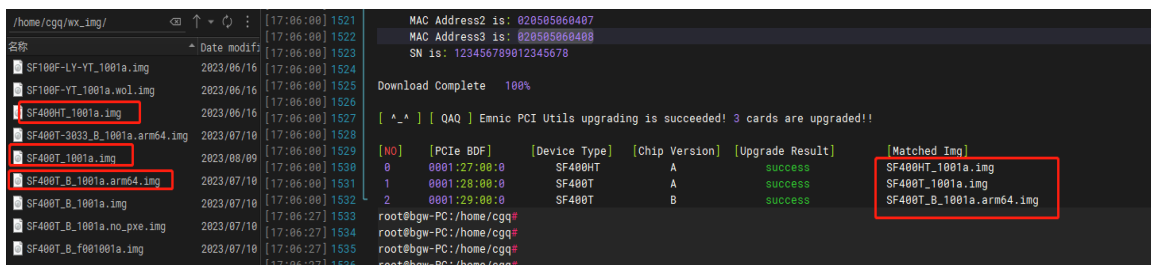 /home/cgq/wx_img/
名称 Date modifi
SF100F-LY-YT_1001a.img 2023/06/16
SF100F-YT_1001a.wol.img 2023/06/16
SF400HT_1001a.img 2023/06/16
SF400T-3033_B_1001a.arm64.img 2023/07/10
SF400T_1001a.img 2023/08/09
SF400T_B_1001a.arm64.img 2023/07/10
SF400T_B_1001a.img 2023/07/10
SF400T_B_1001a.no_pxe.img 2023/07/10
SF400T_B_f001001a.img 2023/07/10
[17:06:00] 1521 MAC Address2 is: 020505060407
[17:06:00] 1522 MAC Address3 is: 020505060408
[17:06:00] 1523 SN is: 123456789012345678
[17:06:00] 1524
[17:06:00] 1525 Download Complete 100%
[17:06:00] 1526
[17:06:00] 1527 [ ^_^ ] [ QAQ ] Emnic PCI Utils upgrading is succeeded! 3 cards are upgraded!!
[17:06:00] 1528
[17:06:00] 1529 [NO] [PCIe BDF] [Device Type] [Chip Version] [Upgrade Result] [Matched Img]
[17:06:00] 1530 0 0001:27:00:0 SF400HT A success SF400HT_1001a.img
[17:06:00] 1531 1 0001:28:00:0 SF400T A success SF400T_1001a.img
[17:06:00] 1532 2 0001:29:00:0 SF400T B success SF400T_B_1001a.arm64.img
[17:06:27] 1533 root@bgw-PC:/home/cgq#
[17:06:27] 1534 root@bgw-PC:/home/cgq#
[17:06:27] 1535 root@bgw-PC:/home/cgq#
[17:06:27] 1536 root@bgw-PC:/home/cgq#